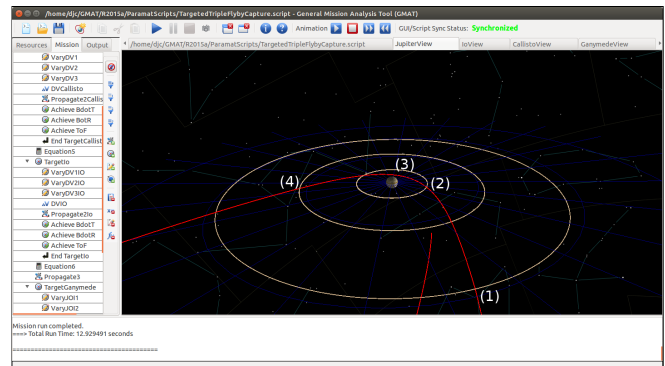 /home/djc/GMAT/R2015a/ParamatScripts/TargetedTripleFlybyCapture.script - General Mission Analysis Tool (GMAT)
Animation GUI/Script Sync Status: Synchronized
Resources Mission Output /home/djc/GMAT/R2015a/ParamatScripts/TargetedTripleFlybyCapture.script JupiterView IoView CallistoView GanymedeView
VaryDV1
VaryDV2
VaryDV3
DVCallisto
Propagate2Callis
Achieve BdotT
Achieve BotR
Achieve ToF
End TargetCallist
Equation5
TargetIo
VaryDV1IO
VaryDV2IO
VaryDV3IO
DVIO
Propagate2Io
Achieve BdotT
Achieve BdotR
Achieve ToF
End TargetIo
Equation6
Propagate3
TargetGanymede
VaryJOI1
VaryJOI2
(3)
(4)
(2)
(1)
Mission run completed.
===> Total Run Time: 12.929491 seconds
========================================